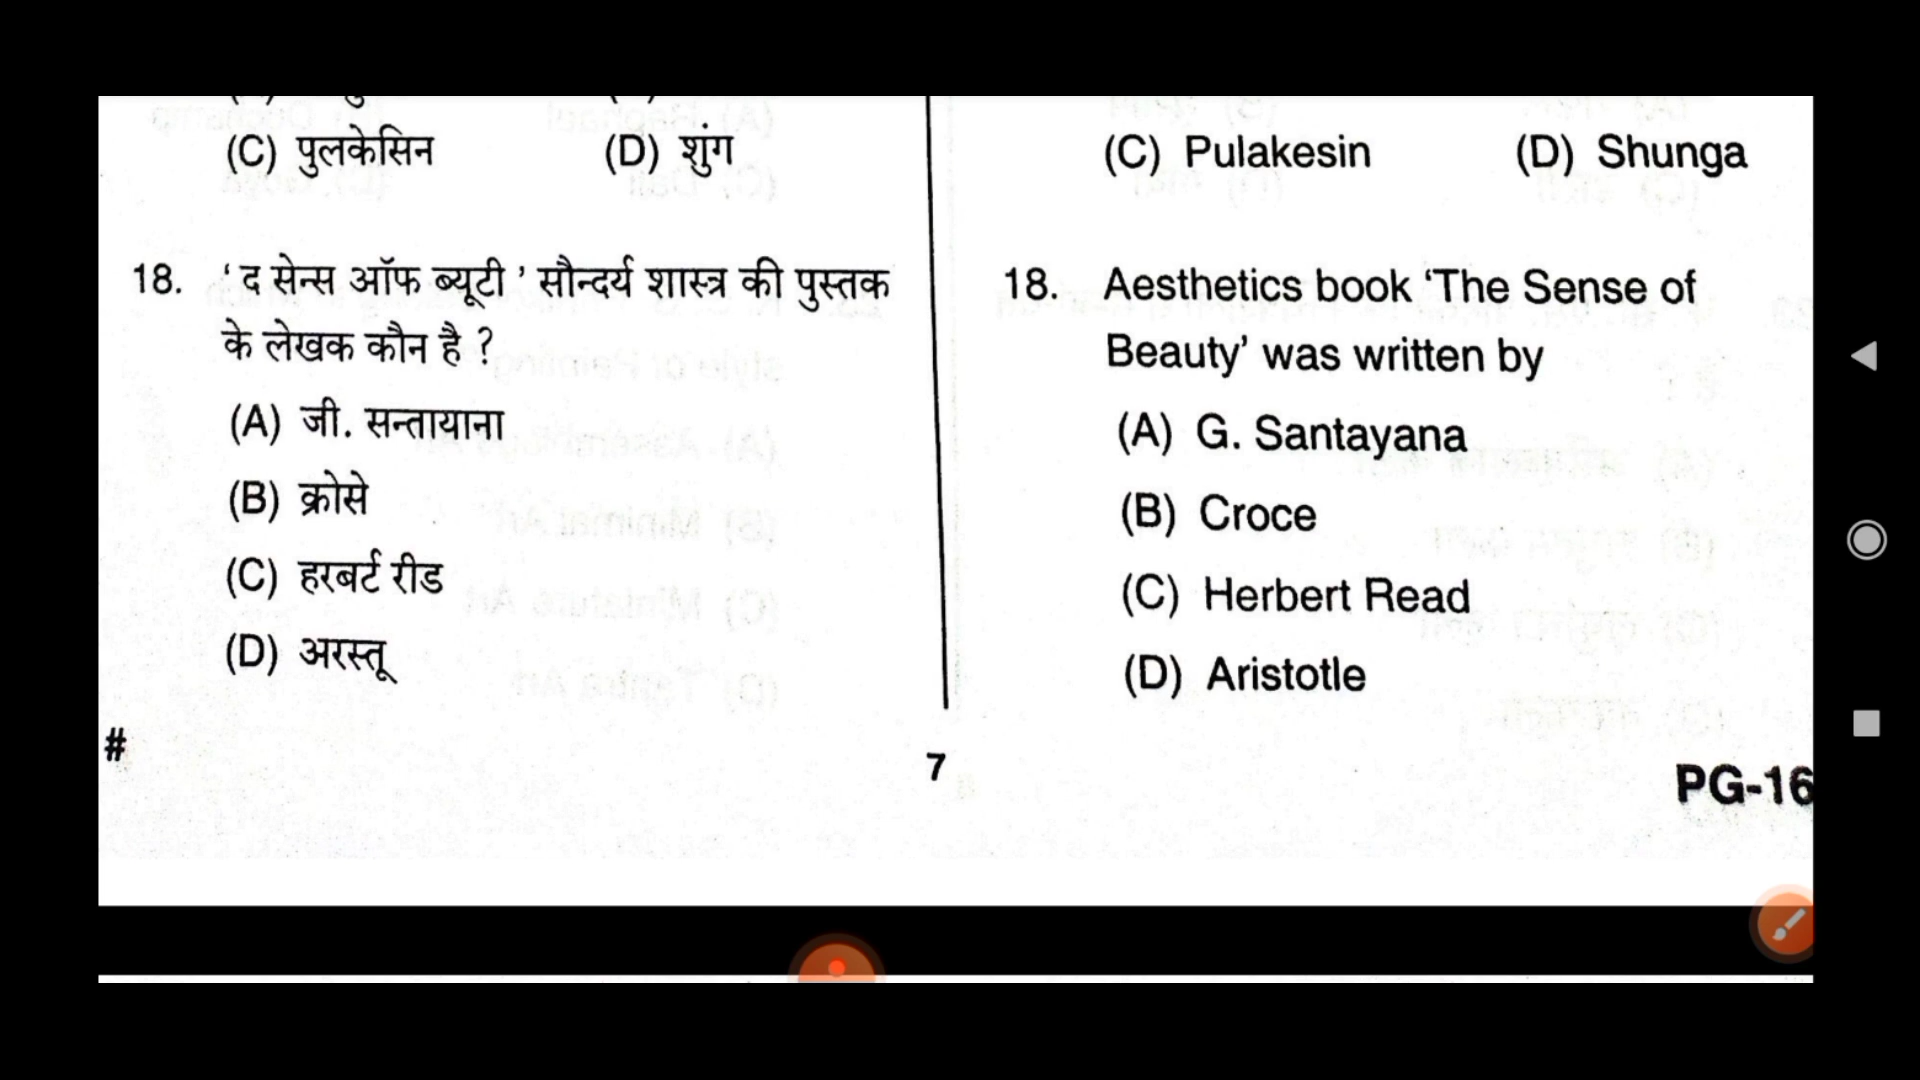 (C) पुलकेसिन (D) शुंग
18. ‘द सेन्स ऑफ ब्यूटी’ सौन्दर्य शास्त्र की पुस्तक
के लेखक कौन है ?
(A) जी. सन्तायाना
(B) क्रोसे
(C) हरबर्ट रीड
(D) अरस्तू
#
(C) Pulakesin (D) Shunga
18. Aesthetics book ‘The Sense of
Beauty’ was written by
(A) G. Santayana
(B) Croce
(C) Herbert Read
(D) Aristotle
7
PG-16